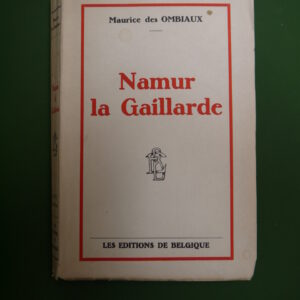 Maurice des OMBIAUX
Namur
la Gaillarde
LES EDITIONS DE BELGIQUE